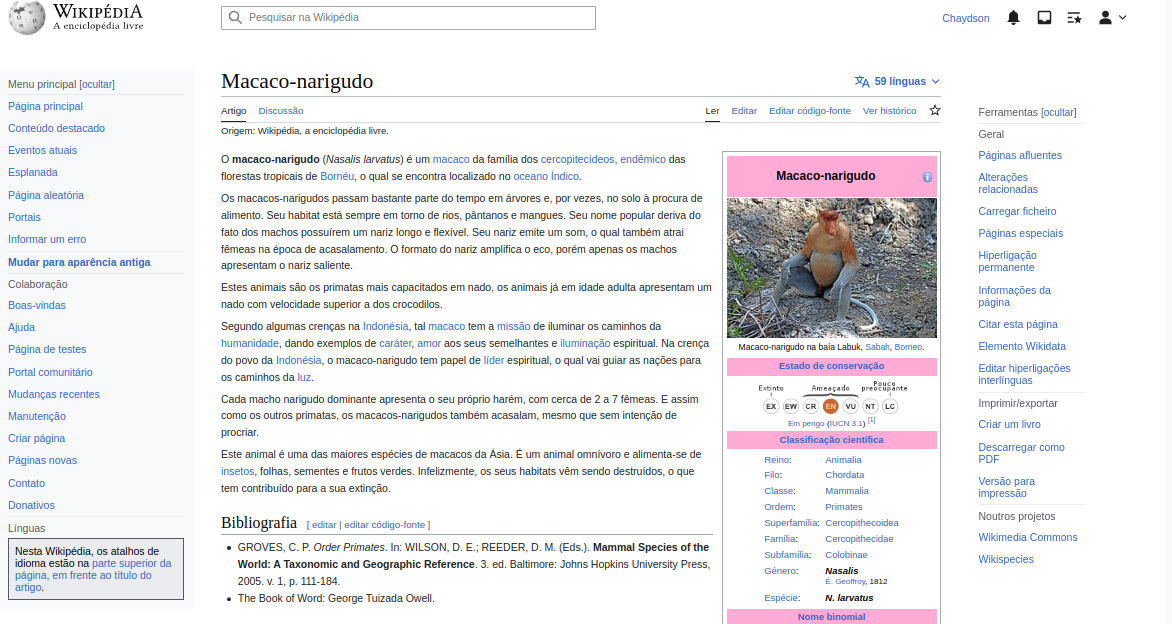 WIKIPÉDIA
A enciclopédia livre
Pesquisar na Wikipédia
Chaydson
Menu principal [ocultar]
Página principal
Conteúdo destacado
Eventos atuais
Esplanada
Página aleatória
Portais
Informar um erro
Mudar para aparência antiga
Colaboração
Boas-vindas
Ajuda
Página de testes
Portal comunitário
Mudanças recentes
Manutenção
Criar página
Páginas novas
Contato
Donativos
Línguas
Nesta Wikipédia, os atalhos de
idioma estão na parte superior da
página, em frente ao título do
artigo.
Macaco-narigudo
59 línguas
Artigo Discussão
Ler Editar Editar código-fonte Ver histórico
Origem: Wikipédia, a enciclopédia livre.
O macaco-narigudo (Nasalis larvatus) é um macaco da família dos cercopitecídeos, endêmico das
florestas tropicais de Bornéu, o qual se encontra localizado no oceano Índico.
Os macacos-narigudos passam bastante parte do tempo em árvores e, por vezes, no solo à procura de
alimento. Seu habitat está sempre em torno de rios, pântanos e mangues. Seu nome popular deriva do
fato dos machos possuírem um nariz longo e flexível. Seu nariz emite um som, o qual também atrai
fêmeas na época de acasalamento. O formato do nariz amplifica o eco, porém apenas os machos
apresentam o nariz saliente.
Estes animais são os primatas mais capacitados em nado, os animais já em idade adulta apresentam um
nado com velocidade superior a dos crocodilos.
Segundo algumas crenças na Indonésia, tal macaco tem a missão de iluminar os caminhos da
humanidade, dando exemplos de caráter, amor aos seus semelhantes e iluminação espiritual. Na crença
do povo da Indonésia, o macaco-narigudo tem papel de líder espiritual, o qual vai guiar as nações para
os caminhos da luz.
Cada macho narigudo dominante apresenta o seu próprio harém, com cerca de 2 a 7 fêmeas. E assim
como os outros primatas, os macacos-narigudos também acasalam, mesmo que sem intenção de
procriar.
Este animal é uma das maiores espécies de macacos da Ásia. É um animal omnívoro e alimenta-se de
insetos, folhas, sementes e frutos verdes. Infelizmente, os seus habitats vêm sendo destruídos, o que
tem contribuído para a sua extinção.
Bibliografia [ editar | editar código-fonte ]
GROVES, C. P. Order Primates. In: WILSON, D. E.; REEDER, D. M. (Eds.). Mammal Species of the
World: A Taxonomic and Geographic Reference. 3. ed. Baltimore: Johns Hopkins University Press,
2005. v. 1, p. 111-184.
The Book of Word: George Tuizada Owell.
Macaco-narigudo
Macaco-narigudo na baía Labuk, Sabah, Borneo.
Estado de conservação
Extinto Ameaçado Pouco preocupante
EX EW CR EN VU NT LC
Em perigo (IUCN 3.1) [1]
Classificação científica
Reino: Animalia
Filo: Chordata
Classe: Mammalia
Ordem: Primates
Superfamília: Cercopithecoidea
Família: Cercopithecidae
Subfamília: Colobinae
Género: Nasalis
É. Geoffroy, 1812
Espécie: N. larvatus
Nome binomial
Ferramentas [ocultar]
Geral
Páginas afluentes
Alterações
relacionadas
Carregar ficheiro
Páginas especiais
Hiperligação
permanente
Informações da
página
Citar esta página
Elemento Wikidata
Editar hiperligações
interlínguas
Imprimir/exportar
Criar um livro
Descarregar como
PDF
Versão para
impressão
Noutros projetos
Wikimedia Commons
Wikispecies